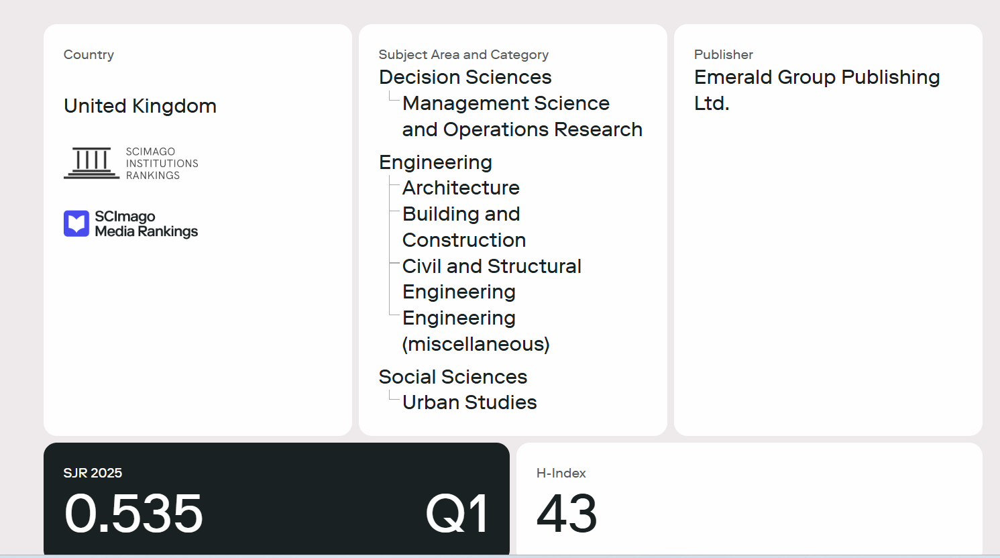 Country
United Kingdom
SCIMAGO
INSTITUTIONS
RANKINGS
SCImago
Media Rankings
Subject Area and Category
Decision Sciences
Management Science
and Operations Research
Engineering
Architecture
Building and
Construction
Civil and Structural
Engineering
Engineering
(miscellaneous)
Social Sciences
Urban Studies
Publisher
Emerald Group Publishing
Ltd.
SJR 2025
0.535 Q1
H-Index
43